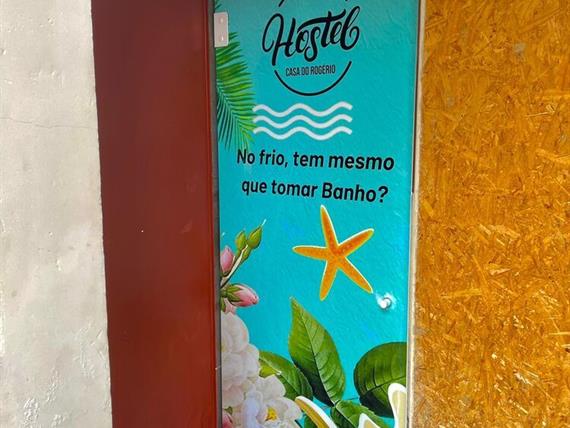 Hostel
CASA DO ROGÉRIO
No frio, tem mesmo
que tomar Banho?